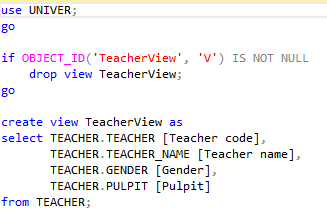 use UNIVER;
go
if OBJECT_ID('TeacherView', 'V') IS NOT NULL
drop view TeacherView;
go
create view TeacherView as
select TEACHER.TEACHER [Teacher code],
TEACHER.TEACHER_NAME [Teacher name],
TEACHER.GENDER [Gender],
TEACHER.PULPIT [Pulpit]
from TEACHER;